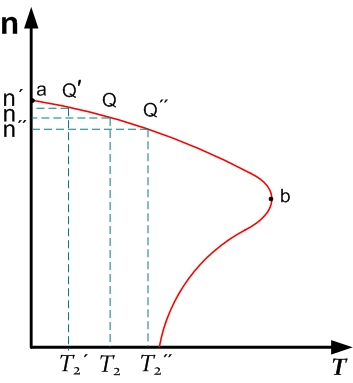 n
n´ a Q′ Q Q″
n
n″
b
T₂´ T₂ T₂″ T